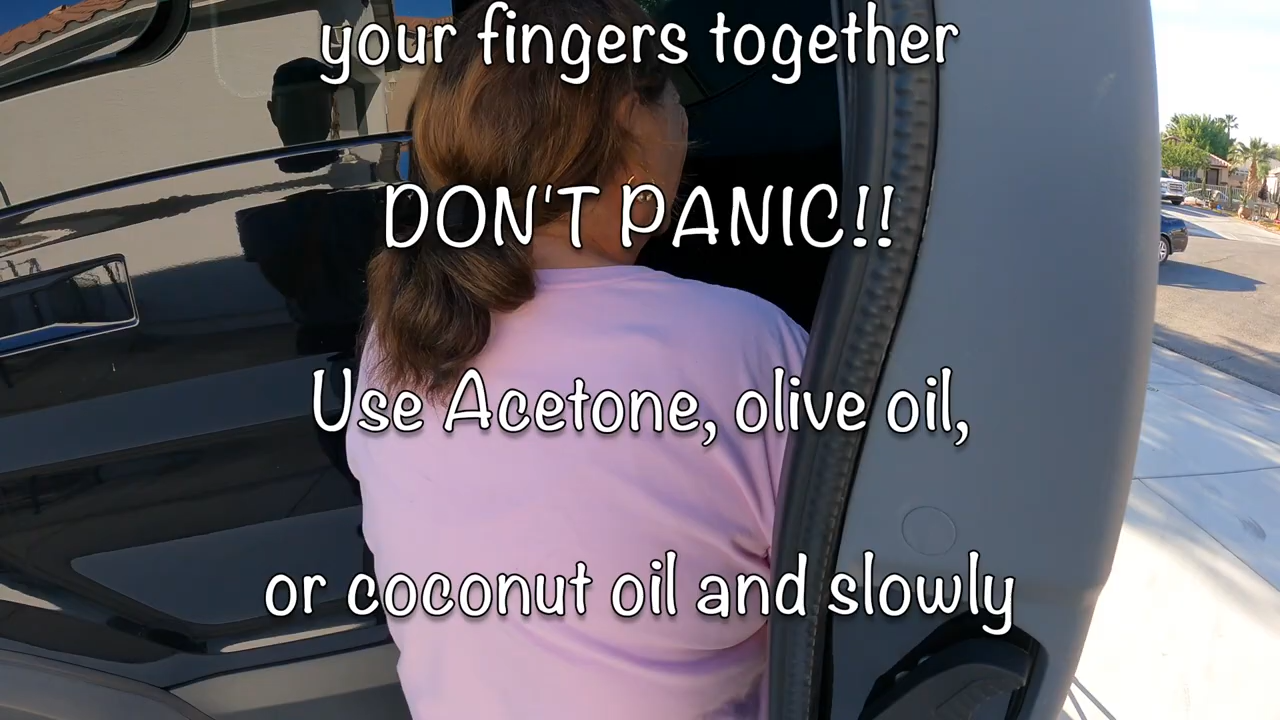 your fingers together
DON'T PANIC!!
Use Acetone, olive oil,
or coconut oil and slowly